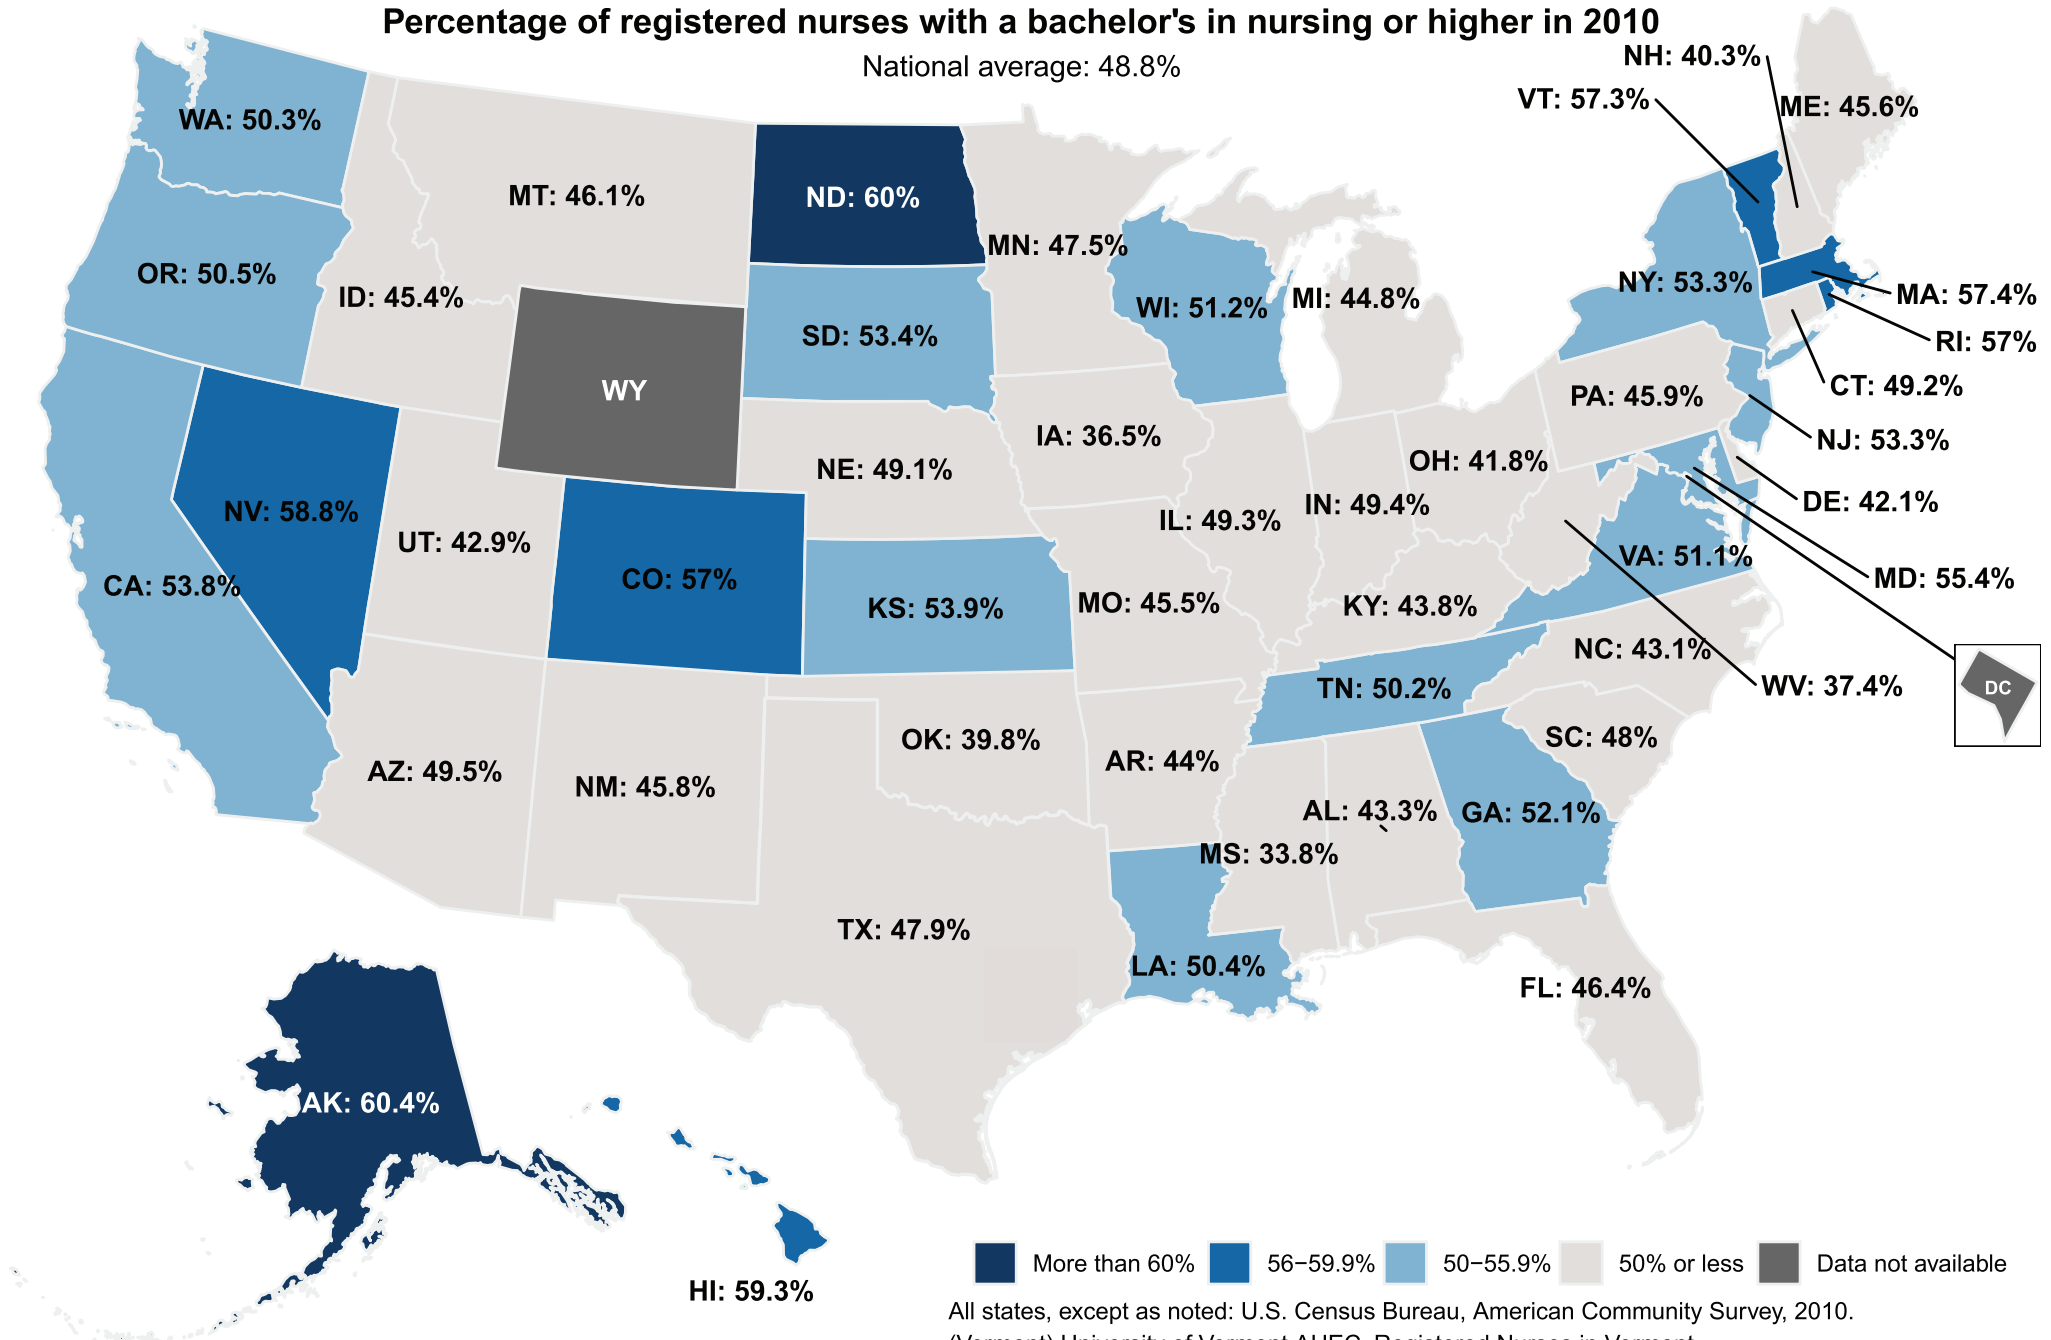 Percentage of registered nurses with a bachelor's in nursing or higher in 2010
National average: 48.8%
NH: 40.3%
VT: 57.3%
ME: 45.6%
WA: 50.3%
MT: 46.1%
ND: 60%
MN: 47.5%
OR: 50.5%
ID: 45.4%
WI: 51.2%
MI: 44.8%
NY: 53.3%
MA: 57.4%
SD: 53.4%
RI: 57%
WY
CT: 49.2%
PA: 45.9%
IA: 36.5%
NJ: 53.3%
NE: 49.1%
OH: 41.8%
NV: 58.8%
IL: 49.3%
IN: 49.4%
DE: 42.1%
UT: 42.9%
VA: 51.1%
CA: 53.8%
CO: 57%
MD: 55.4%
KS: 53.9%
MO: 45.5%
KY: 43.8%
NC: 43.1%
TN: 50.2%
WV: 37.4%
DC
OK: 39.8%
SC: 48%
AZ: 49.5%
NM: 45.8%
AR: 44%
AL: 43.3%
GA: 52.1%
MS: 33.8%
TX: 47.9%
LA: 50.4%
FL: 46.4%
AK: 60.4%
HI: 59.3%
More than 60%
56–59.9%
50–55.9%
50% or less
Data not available
All states, except as noted: U.S. Census Bureau, American Community Survey, 2010.
(Vermont) University of Vermont AHEC, Registered Nurses in Vermont